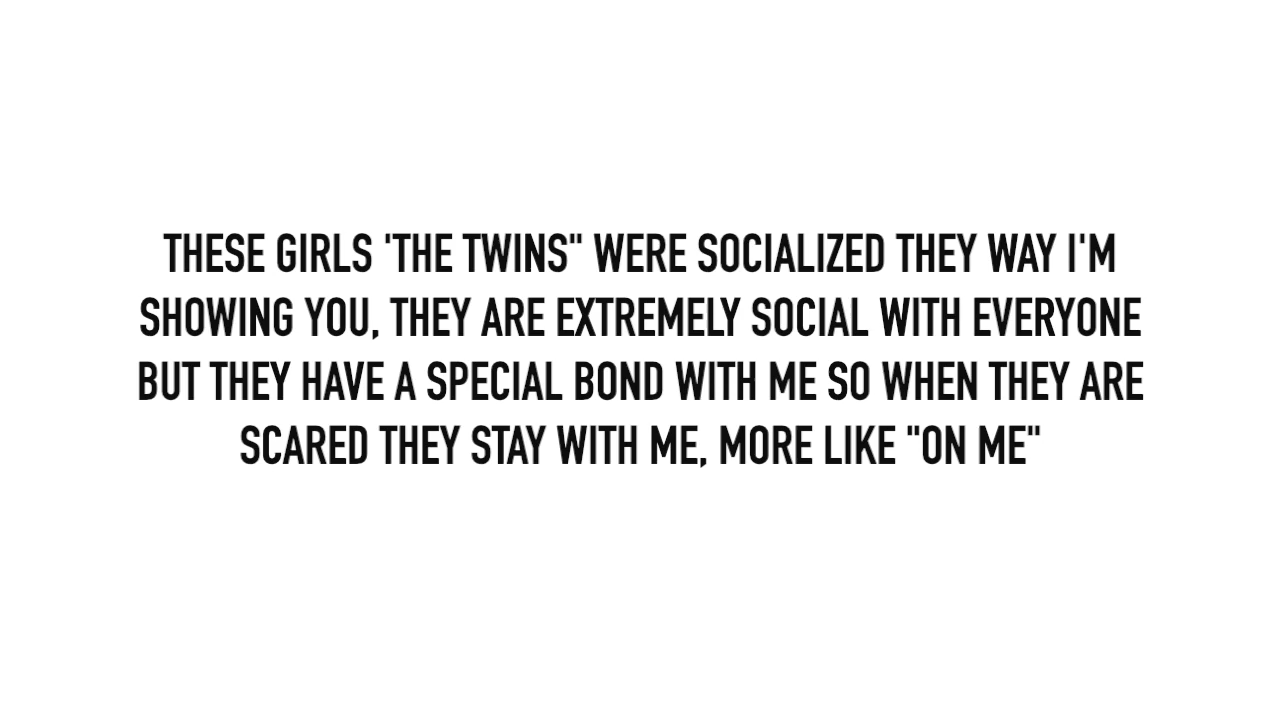 THESE GIRLS 'THE TWINS" WERE SOCIALIZED THEY WAY I'M
SHOWING YOU, THEY ARE EXTREMELY SOCIAL WITH EVERYONE
BUT THEY HAVE A SPECIAL BOND WITH ME SO WHEN THEY ARE
SCARED THEY STAY WITH ME, MORE LIKE "ON ME"